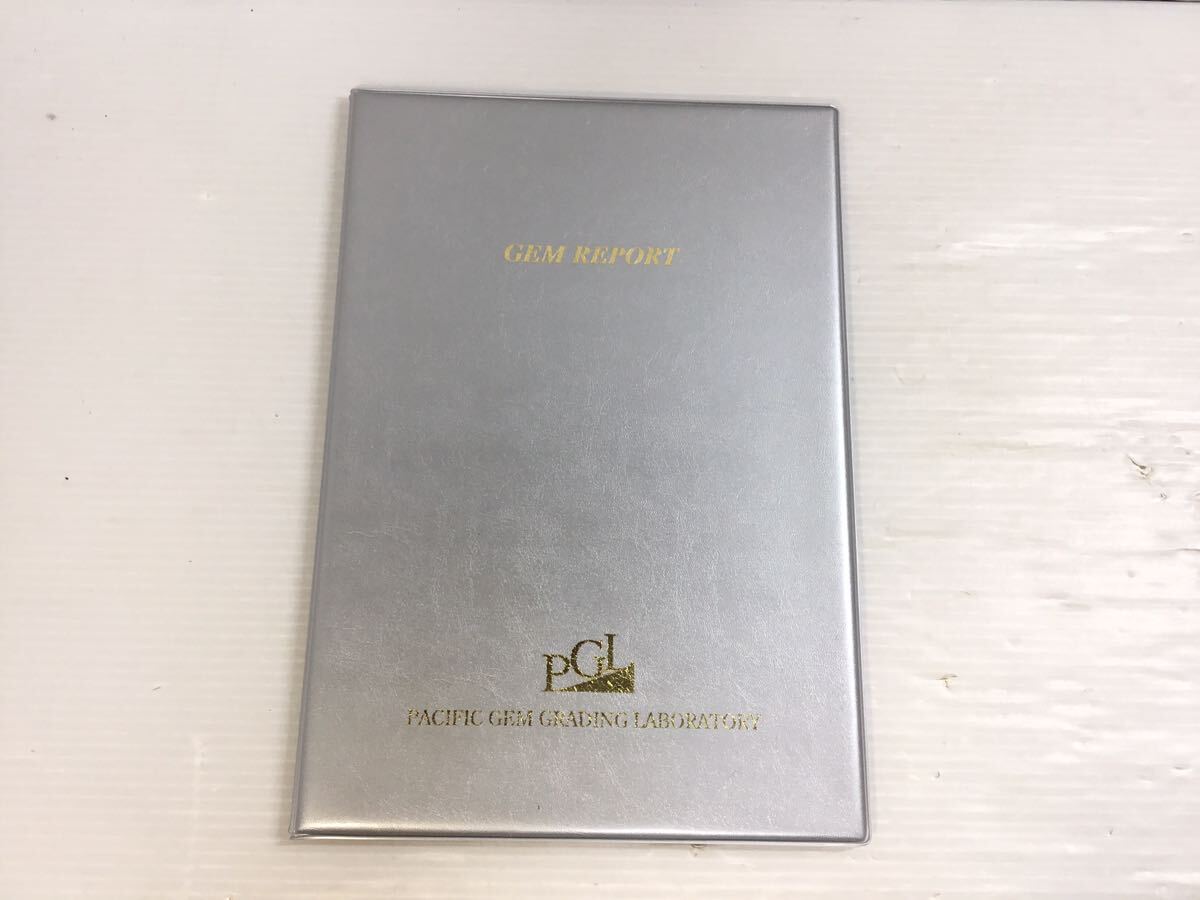 GEM REPORT
PGL
PACIFIC GEM GRADING LABORATORY